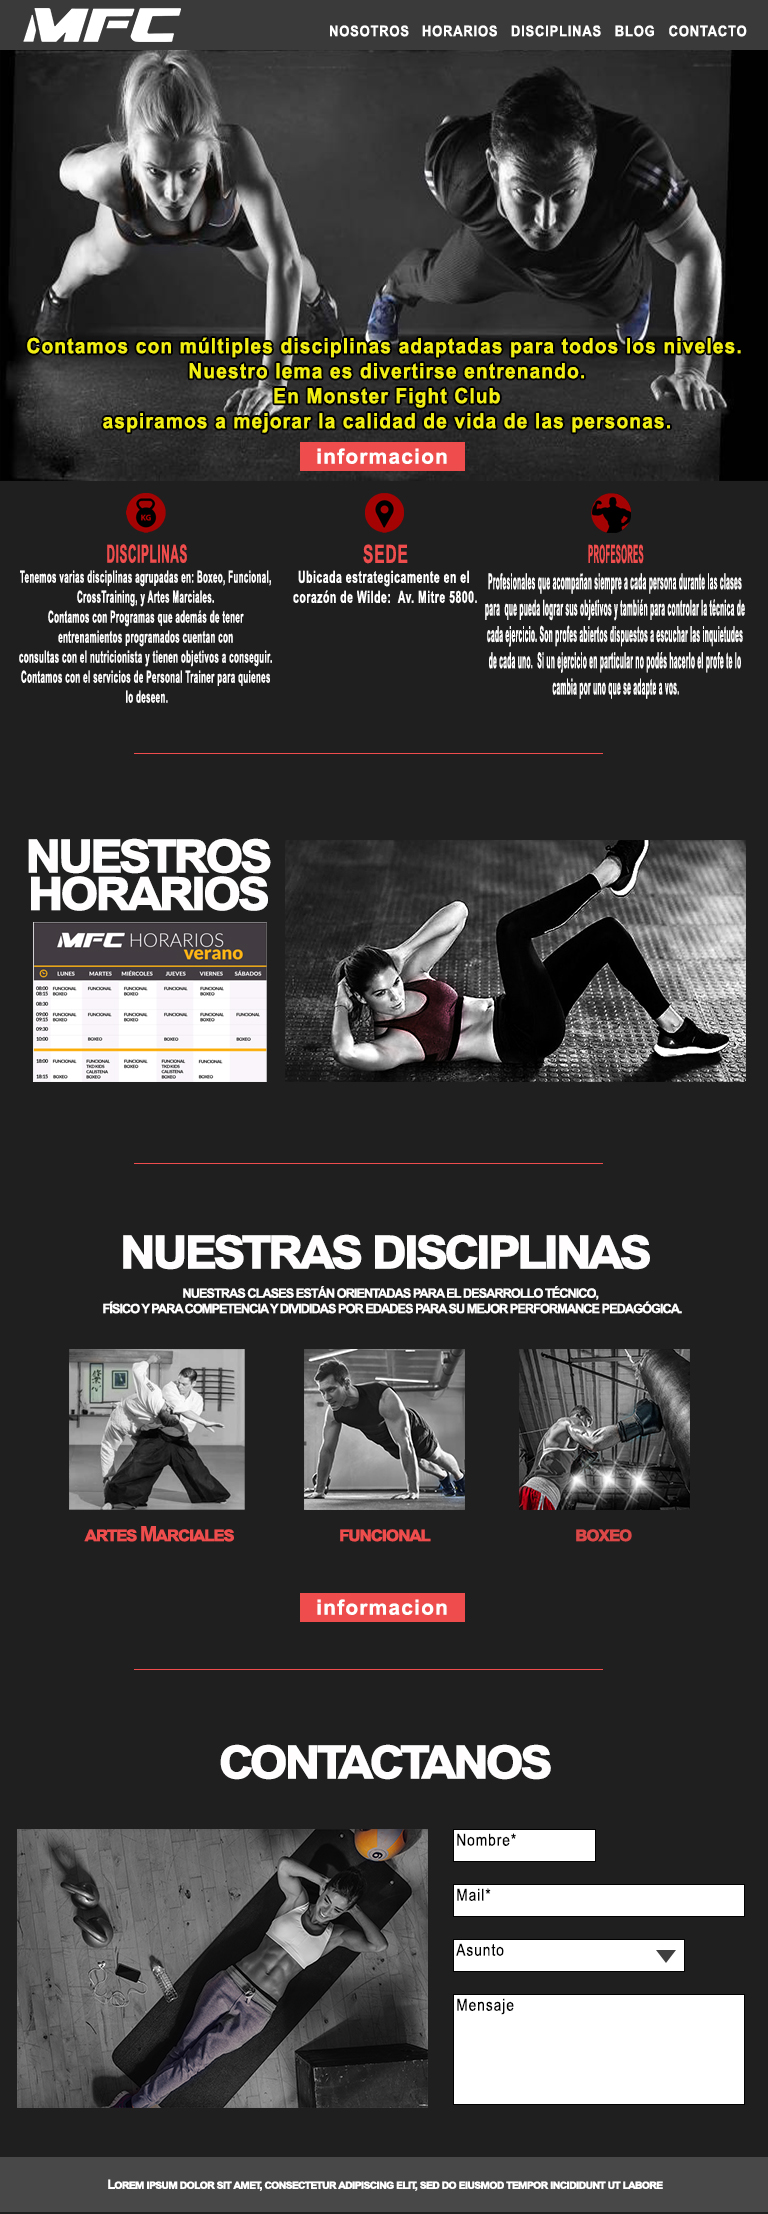 MFC
NOSOTROS HORARIOS DISCIPLINAS BLOG CONTACTO
Contamos con múltiples disciplinas adaptadas para todos los niveles.
Nuestro lema es divertirse entrenando.
En Monster Fight Club
aspiramos a mejorar la calidad de vida de las personas.
informacion
KG
DISCIPLINAS
Tenemos varias disciplinas agrupadas en: Boxeo, Funcional,
CrossTraining, y Artes Marciales.
Contamos con Programas que además de tener
entrenamientos programados cuentan con
consultas con el nutricionista y tienen objetivos a conseguir.
Contamos con el servicios de Personal Trainer para quienes
lo deseen.
SEDE
Ubicada estrategicamente en el
corazón de Wilde: Av. Mitre 5800.
PROFESORES
Profesionales que acompañan siempre a cada persona durante las clases
para que pueda lograr sus objetivos y también para controlar la técnica de
cada ejercicio. Son profes abiertos dispuestos a escuchar las inquietudes
de cada uno. Si un ejercicio en particular no podés hacerlo el profe te lo
cambia por uno que se adapte a vos.
NUESTROS
HORARIOS
MFC HORARIOS
verano
LUNES MARTES MIÉRCOLES JUEVES VIERNES SÁBADOS
08:00 FUNCIONAL FUNCIONAL FUNCIONAL FUNCIONAL FUNCIONAL
08:15 BOXEO BOXEO BOXEO
08:30
09:00 FUNCIONAL FUNCIONAL FUNCIONAL FUNCIONAL FUNCIONAL FUNCIONAL
09:15 BOXEO BOXEO BOXEO
09:30
10:00 BOXEO BOXEO BOXEO
18:00 FUNCIONAL FUNCIONAL FUNCIONAL FUNCIONAL FUNCIONAL
TKD KIDS BOXEO TKD KIDS
CALISTENIA CALISTENIA
18:15 BOXEO BOXEO BOXEO BOXEO
NUESTRAS DISCIPLINAS
NUESTRAS CLASES ESTÁN ORIENTADAS PARA EL DESARROLLO TÉCNICO,
FÍSICO Y PARA COMPETENCIA Y DIVIDIDAS POR EDADES PARA SU MEJOR PERFORMANCE PEDAGÓGICA.
ARTES MARCIALES
FUNCIONAL
BOXEO
informacion
CONTACTANOS
Nombre*
Mail*
Asunto
Mensaje
LOREM IPSUM DOLOR SIT AMET, CONSECTETUR ADIPISCING ELIT, SED DO EIUSMOD TEMPOR INCIDIDUNT UT LABORE